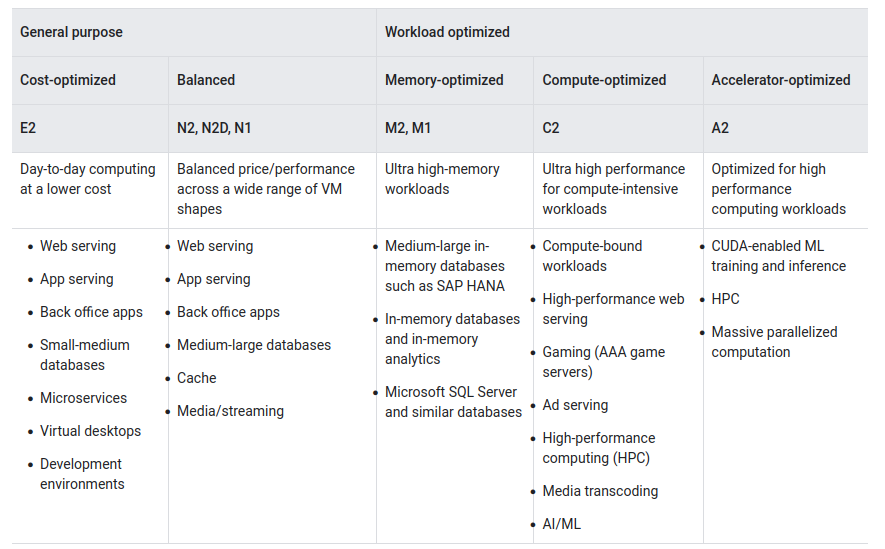 General purpose
Workload optimized
Cost-optimized
Balanced
Memory-optimized
Compute-optimized
Accelerator-optimized
E2
N2, N2D, N1
M2, M1
C2
A2
Day-to-day computing
at a lower cost
Balanced price/performance
across a wide range of VM
shapes
Ultra high-memory
workloads
Ultra high performance
for compute-intensive
workloads
Optimized for high
performance
computing workloads
• Web serving
• App serving
• Back office apps
• Small-medium
databases
• Microservices
• Virtual desktops
• Development
environments
• Web serving
• App serving
• Back office apps
• Medium-large databases
• Cache
• Media/streaming
• Medium-large in-
memory databases
such as SAP HANA
• In-memory databases
and in-memory
analytics
• Microsoft SQL Server
and similar databases
• Compute-bound
workloads
• High-performance web
serving
• Gaming (AAA game
servers)
• Ad serving
• High-performance
computing (HPC)
• Media transcoding
• AI/ML
• CUDA-enabled ML
training and inference
• HPC
• Massive parallelized
computation